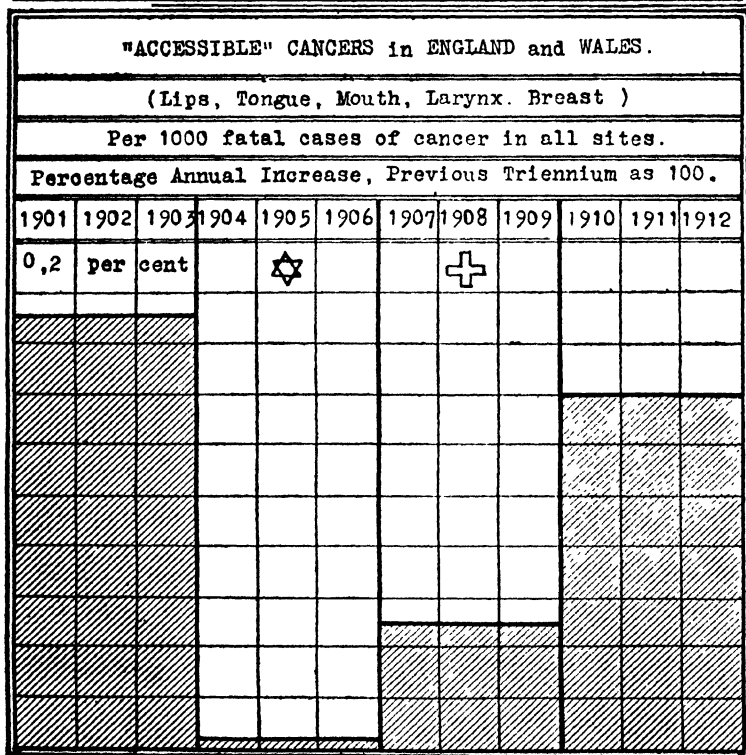 "ACCESSIBLE" CANCERS in ENGLAND and WALES.
(Lips, Tongue, Mouth, Larynx. Breast )
Per 1000 fatal cases of cancer in all sites.
Percentage Annual Increase, Previous Triennium as 100.
1901 1902 1903 1904 1905 1906 1907 1908 1909 1910 1911 1912
0,2 per cent